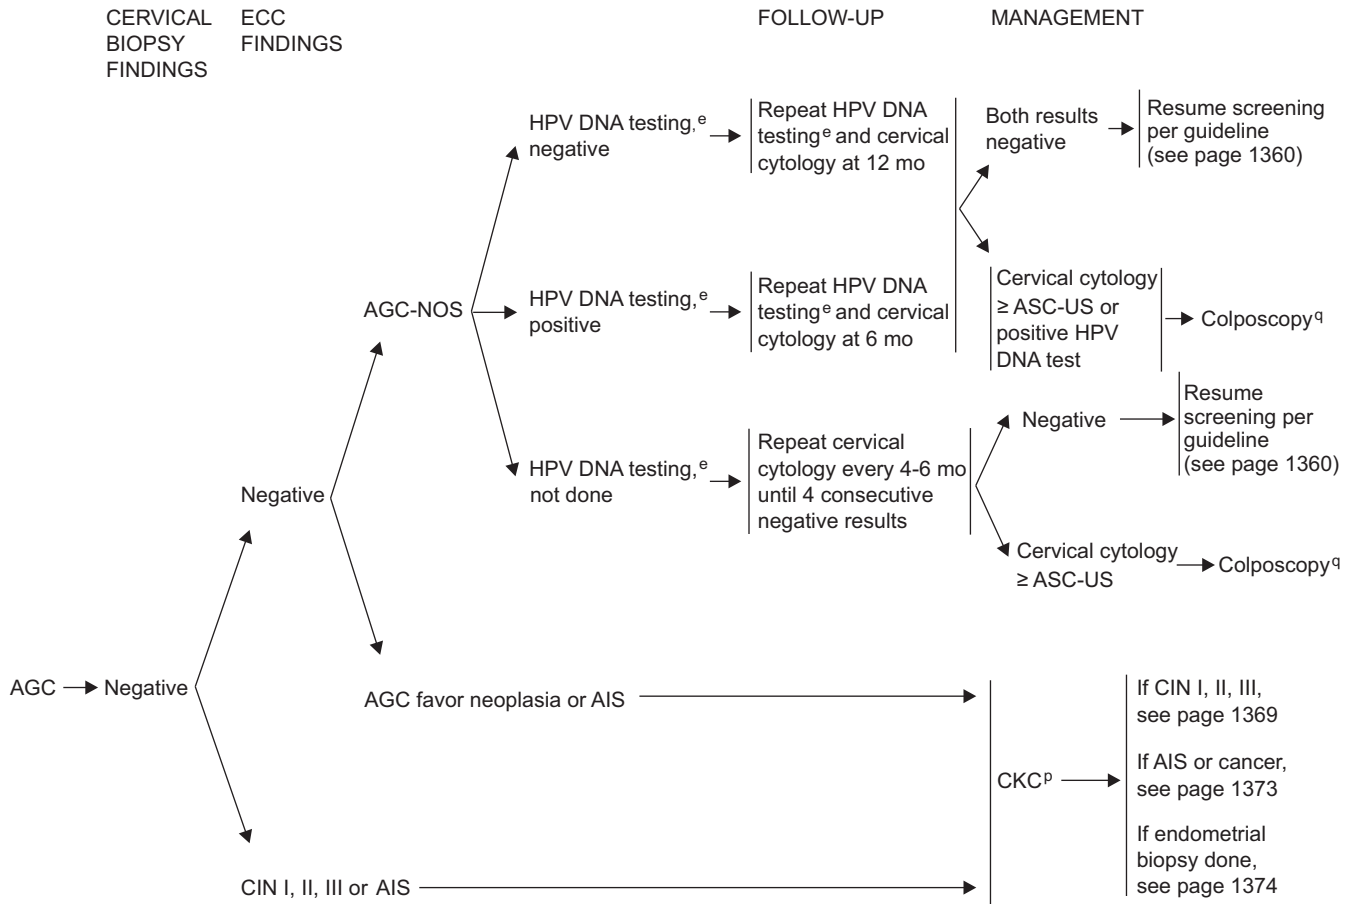 CERVICAL
BIOPSY
FINDINGS
ECC
FINDINGS
FOLLOW-UP
MANAGEMENT
HPV DNA testing,ᵉ
negative
Repeat HPV DNA
testingᵉ and cervical
cytology at 12 mo
Both results
negative
Resume screening
per guideline
(see page 1360)
AGC-NOS
HPV DNA testing,ᵉ
positive
Repeat HPV DNA
testingᵉ and cervical
cytology at 6 mo
Cervical cytology
≥ ASC-US or
positive HPV
DNA test
Colposcopy𐞥
HPV DNA testing,ᵉ
not done
Repeat cervical
cytology every 4-6 mo
until 4 consecutive
negative results
Negative
Resume
screening per
guideline
(see page 1360)
Cervical cytology
≥ ASC-US
Colposcopy𐞥
Negative
AGC
Negative
AGC favor neoplasia or AIS
CIN I, II, III or AIS
CKCᵖ
If CIN I, II, III,
see page 1369
If AIS or cancer,
see page 1373
If endometrial
biopsy done,
see page 1374